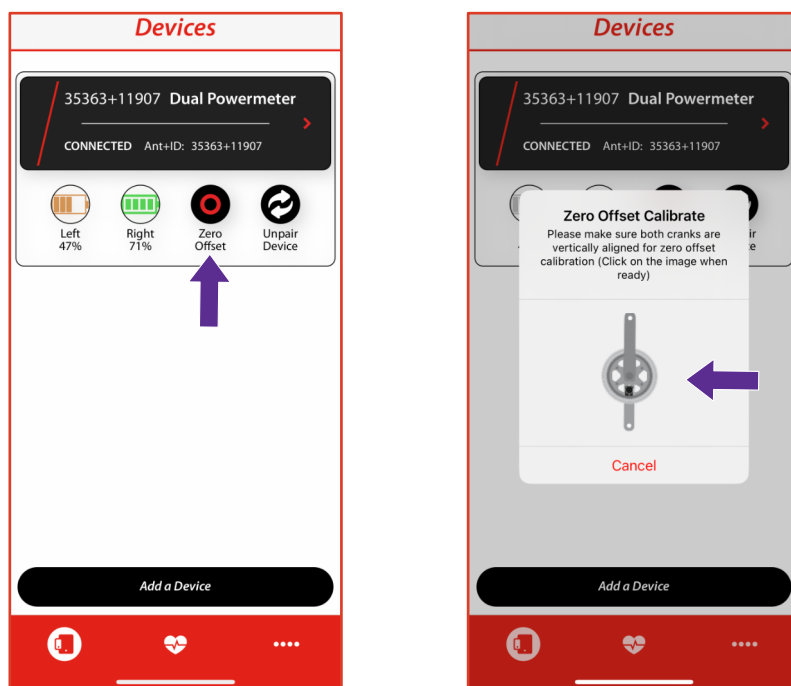 Devices
35363+11907 Dual Powermeter
CONNECTED Ant+ID: 35363+11907
Left
47%
Right
71%
Zero
Offset
Unpair
Device
Add a Device
Devices
35363+11907 Dual Powermeter
CONNECTED Ant+ID: 35363+11907
Zero Offset Calibrate
Please make sure both cranks are
vertically aligned for zero offset
calibration (Click on the image when
ready)
Cancel
Add a Device